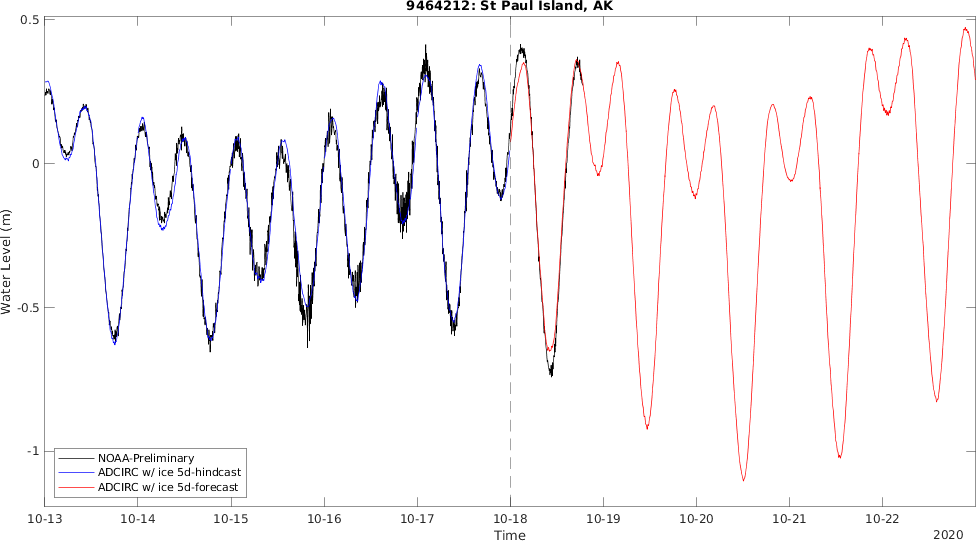 9464212: St Paul Island, AK
0.5
0
-0.5
-1
Water Level (m)
NOAA-Preliminary
ADCIRC w/ ice 5d-hindcast
ADCIRC w/ ice 5d-forecast
10-13 10-14 10-15 10-16 10-17 10-18 10-19 10-20 10-21 10-22
Time
2020